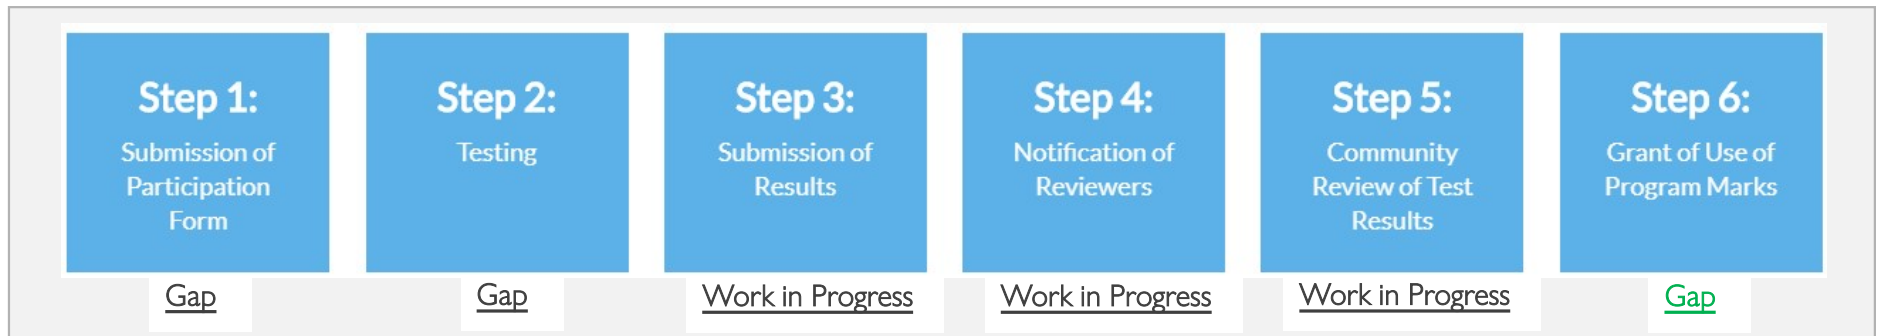 Step 1:
Submission of
Participation
Form
Gap
Step 2:
Testing
Gap
Step 3:
Submission of
Results
Work in Progress
Step 4:
Notification of
Reviewers
Work in Progress
Step 5:
Community
Review of Test
Results
Work in Progress
Step 6:
Grant of Use of
Program Marks
Gap